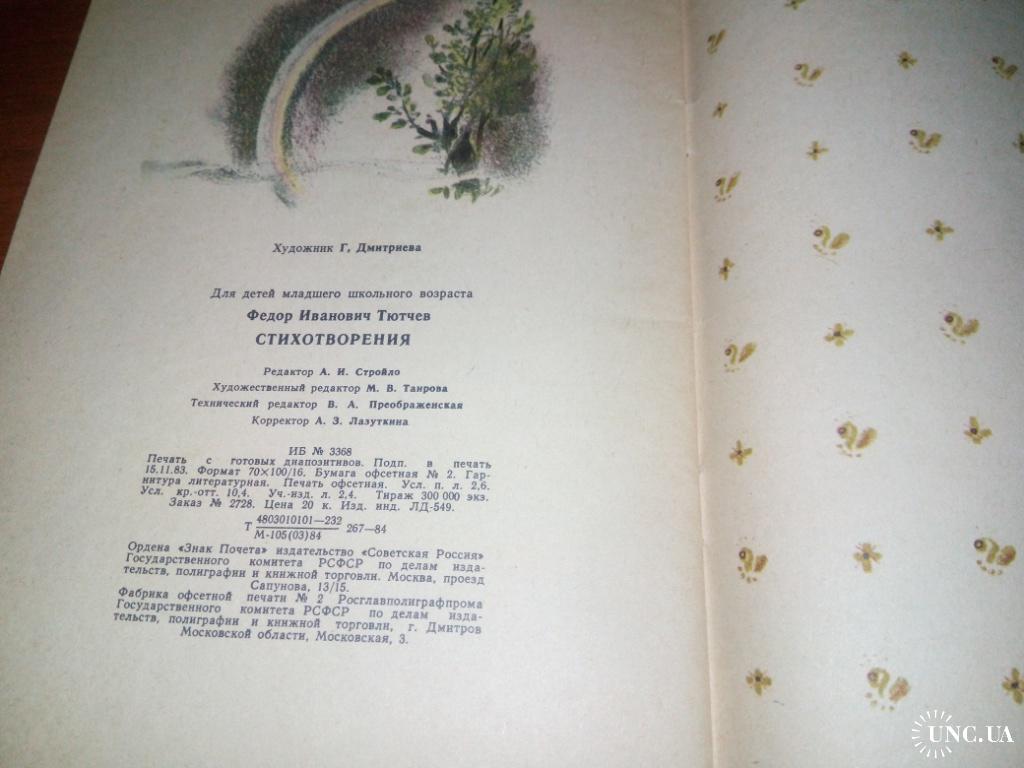 Художник Г. Дмитриева
Для детей младшего школьного возраста
Федор Иванович Тютчев
СТИХОТВОРЕНИЯ
Редактор А. И. Стройло
Художественный редактор М. В. Таирова
Технический редактор В. А. Преображенская
Корректор А. З. Лазуткина
ИБ № 3368
Печать с готовых диапозитивов. Подп. в печать
15.11.83. Формат 70×100/16. Бумага офсетная № 2. Гар-
нитура литературная. Печать офсетная. Усл. п. л. 2,6.
Усл. кр.-отт. 10,4. Уч.-изд. л. 2,4. Тираж 300 000 экз.
Заказ № 2728. Цена 20 к. Изд. инд. ЛД-549.
4803010101—232
Т 267—84
М-105(03)84
Ордена «Знак Почета» издательство «Советская Россия»
Государственного комитета РСФСР по делам изда-
тельств, полиграфии и книжной торговли. Москва, проезд
Сапунова, 13/15.
Фабрика офсетной печати № 2 Росглавполиграфпрома
Государственного комитета РСФСР по делам изда-
тельств, полиграфии и книжной торговли, г. Дмитров
Московской области, Московская, 3.
UNC.UA